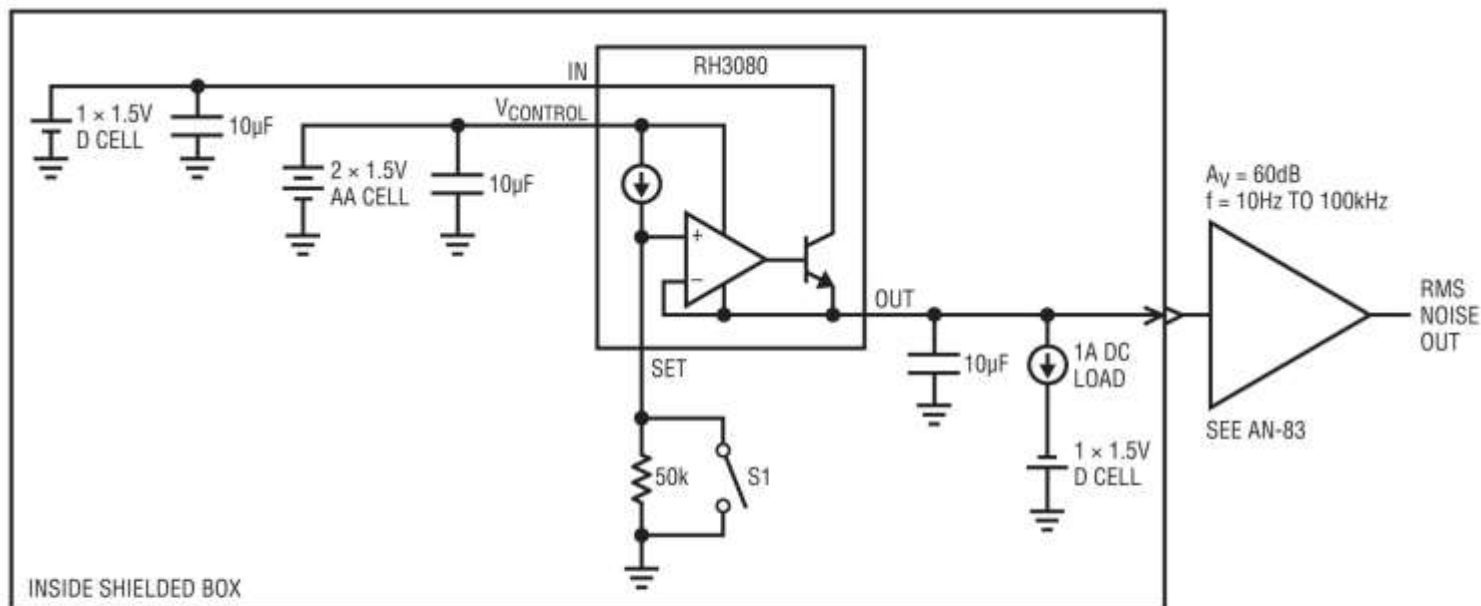 RH3080
IN
1 × 1.5V
D CELL
10µF
VCONTROL
2 × 1.5V
AA CELL
10µF
+
–
OUT
SET
50k
S1
10µF
1A DC
LOAD
1 × 1.5V
D CELL
AV = 60dB
f = 10Hz TO 100kHz
SEE AN-83
RMS
NOISE
OUT
INSIDE SHIELDED BOX